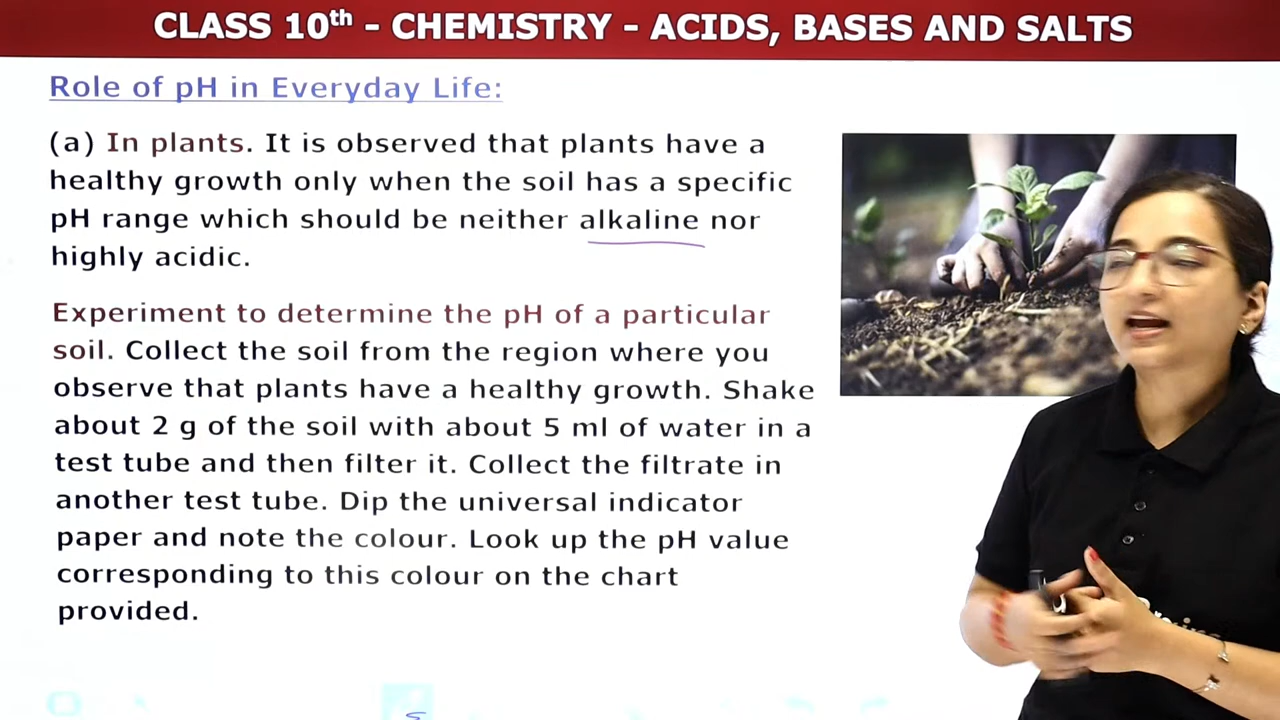 CLASS 10th - CHEMISTRY - ACIDS, BASES AND SALTS
Role of pH in Everyday Life:
(a) In plants. It is observed that plants have a
healthy growth only when the soil has a specific
pH range which should be neither alkaline nor
highly acidic.
Experiment to determine the pH of a particular
soil. Collect the soil from the region where you
observe that plants have a healthy growth. Shake
about 2 g of the soil with about 5 ml of water in a
test tube and then filter it. Collect the filtrate in
another test tube. Dip the universal indicator
paper and note the colour. Look up the pH value
corresponding to this colour on the chart
provided.